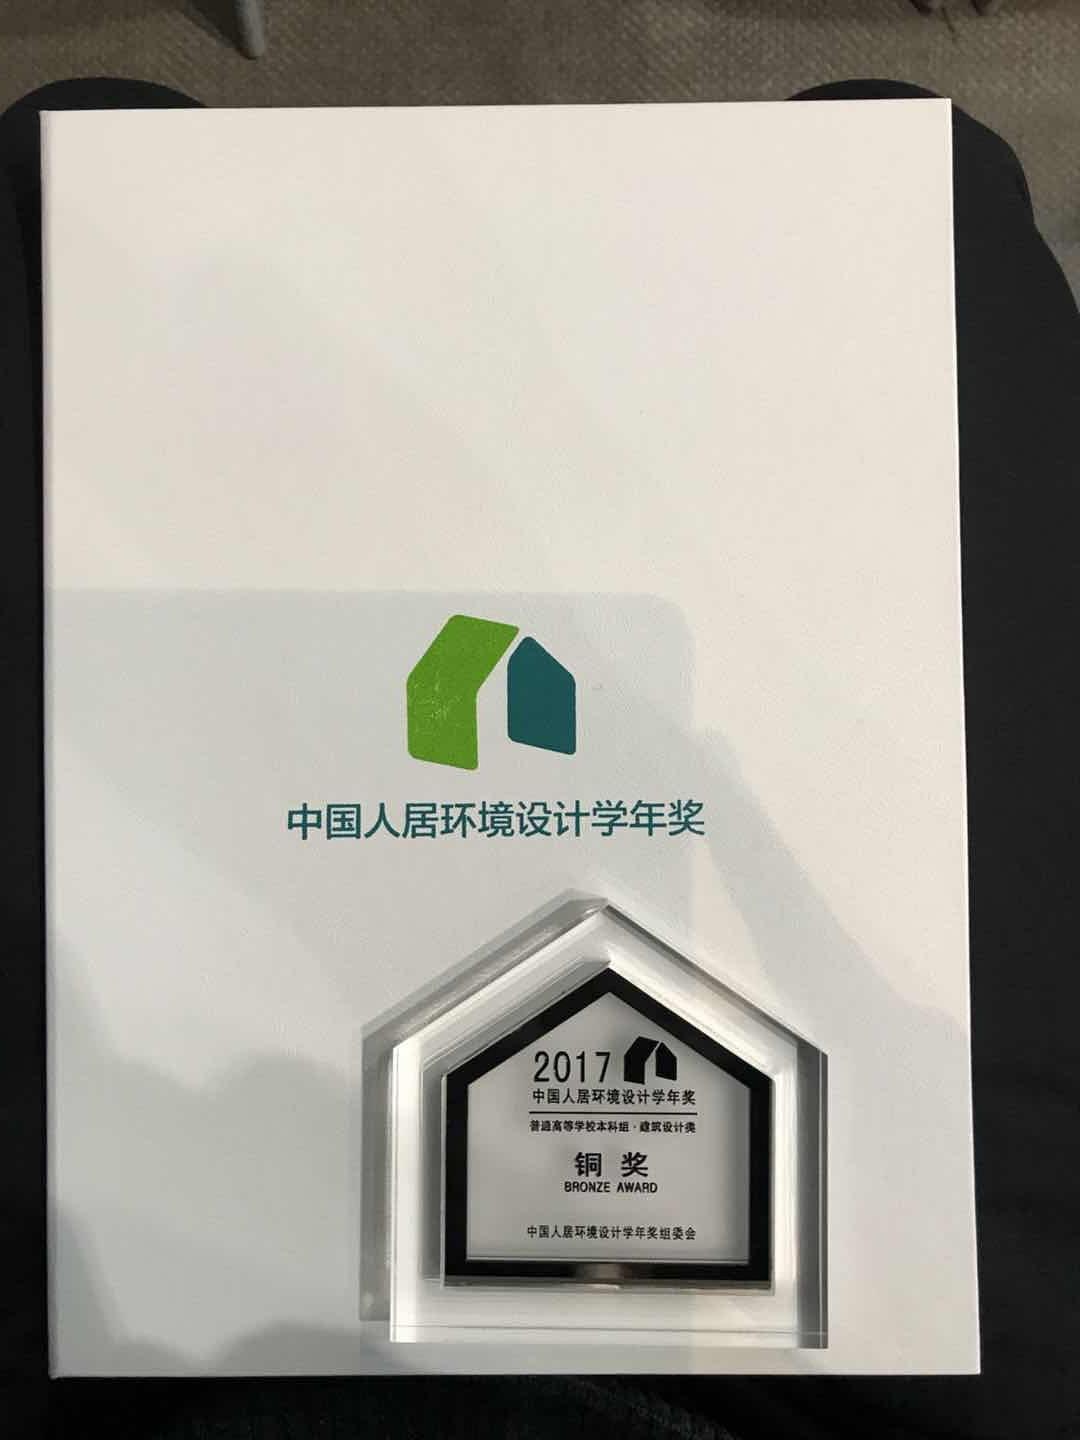 中国人居环境设计学年奖
2017
中国人居环境设计学年奖
普通高等学校本科组·建筑设计类
铜 奖
BRONZE AWARD
中国人居环境设计学年奖组委会